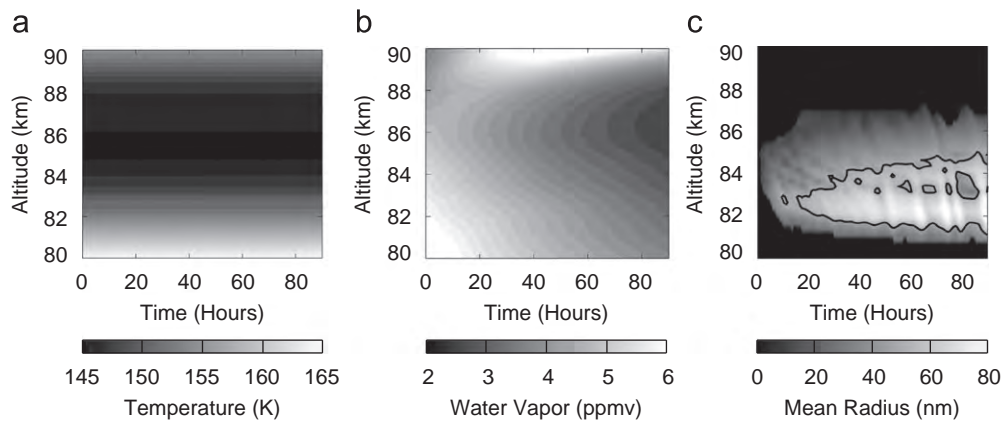 a
90
88
86
84
82
80
Altitude (km)
0 20 40 60 80
Time (Hours)
145 150 155 160 165
Temperature (K)
b
90
88
86
84
82
80
Altitude (km)
0 20 40 60 80
Time (Hours)
2 3 4 5 6
Water Vapor (ppmv)
c
90
88
86
84
82
80
Altitude (km)
0 20 40 60 80
Time (Hours)
0 20 40 60 80
Mean Radius (nm)